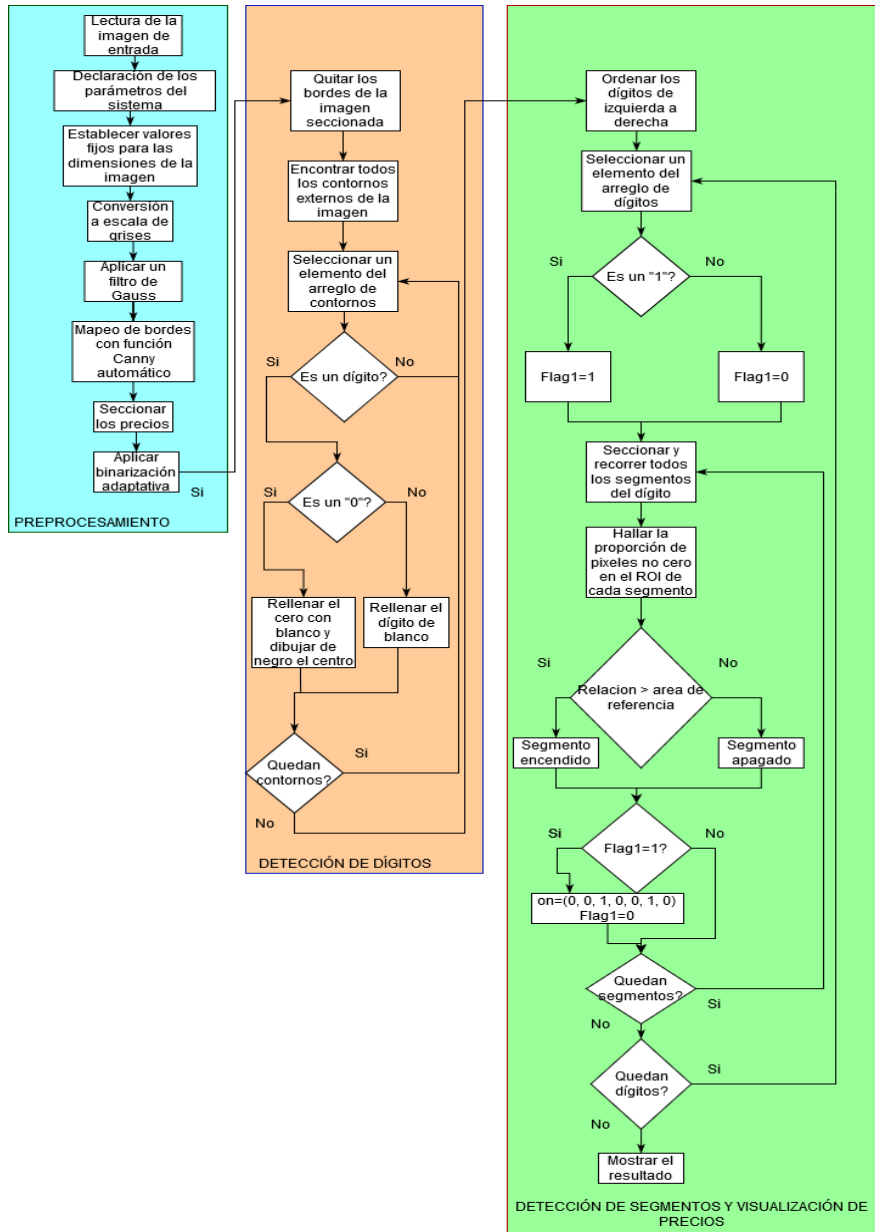 Lectura de la
imagen de
entrada
Declaración de los
parámetros del
sistema
Establecer valores
fijos para las
dimensiones de la
imagen
Conversión
a escala de
grises
Aplicar un
filtro de
Gauss
Mapeo de bordes
con función
Canny
automático
Seccionar
los precios
Aplicar
binarización
adaptativa
Si
PREPROCESAMIENTO
Quitar los
bordes de la
imagen
seccionada
Encontrar todos
los contornos
externos de la
imagen
Seleccionar un
elemento del
arreglo de
contornos
Si
No
Es un dígito?
Si
No
Es un "0"?
Rellenar el
cero con
blanco y
dibujar de
negro el centro
Rellenar el
dígito de
blanco
Quedan
contornos?
Si
No
DETECCIÓN DE DÍGITOS
Ordenar los
dígitos de
izquierda a
derecha
Seleccionar un
elemento del
arreglo de
dígitos
Si
No
Es un "1"?
Flag1=1
Flag1=0
Seccionar y
recorrer todos
los segmentos
del dígito
Hallar la
proporción de
pixeles no cero
en el ROI de
cada segmento
Si
No
Relacion > area de
referencia
Segmento
encendido
Segmento
apagado
Si
No
Flag1=1?
on=(0, 0, 1, 0, 0, 1, 0)
Flag1=0
Quedan
segmentos?
Si
No
Quedan
dígitos?
Si
No
Mostrar el
resultado
DETECCIÓN DE SEGMENTOS Y VISUALIZACIÓN DE
PRECIOS